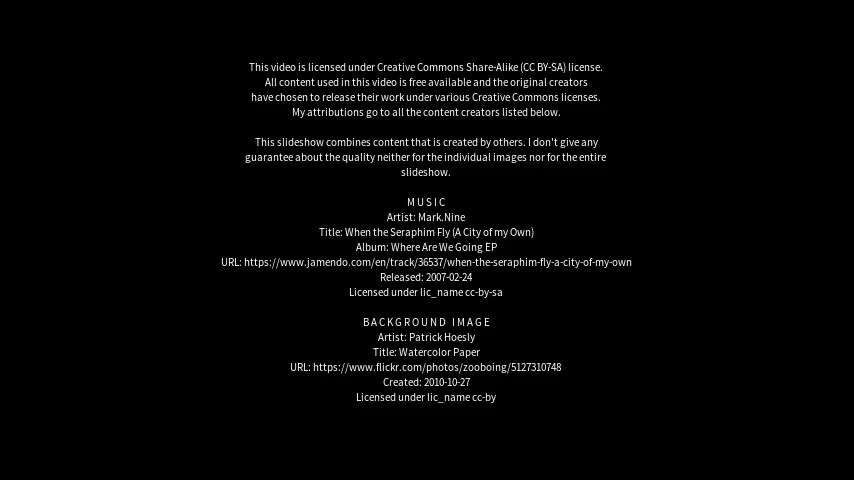 This video is licensed under Creative Commons Share-Alike (CC BY-SA) license.
All content used in this video is free available and the original creators
have chosen to release their work under various Creative Commons licenses.
My attributions go to all the content creators listed below.
This slideshow combines content that is created by others. I don't give any
guarantee about the quality neither for the individual images nor for the entire
slideshow.
MUSIC
Artist: Mark.Nine
Title: When the Seraphim Fly (A City of my Own)
Album: Where Are We Going EP
URL: https://www.jamendo.com/en/track/36537/when-the-seraphim-fly-a-city-of-my-own
Released: 2007-02-24
Licensed under lic_name cc-by-sa
BACKGROUND IMAGE
Artist: Patrick Hoesly
Title: Watercolor Paper
URL: https://www.flickr.com/photos/zooboing/5127310748
Created: 2010-10-27
Licensed under lic_name cc-by